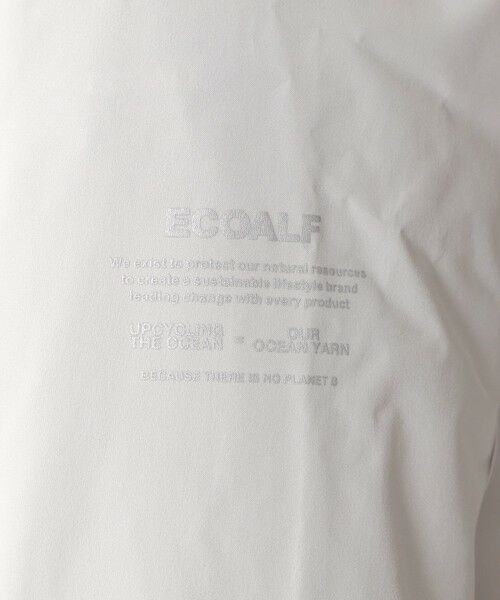 ECOALF
We exist to protect our natural resources
to create a sustainable lifestyle brand
leading change with every product
UPCYCLING THE OCEAN = OUR OCEAN YARN
BECAUSE THERE IS NO PLANET B